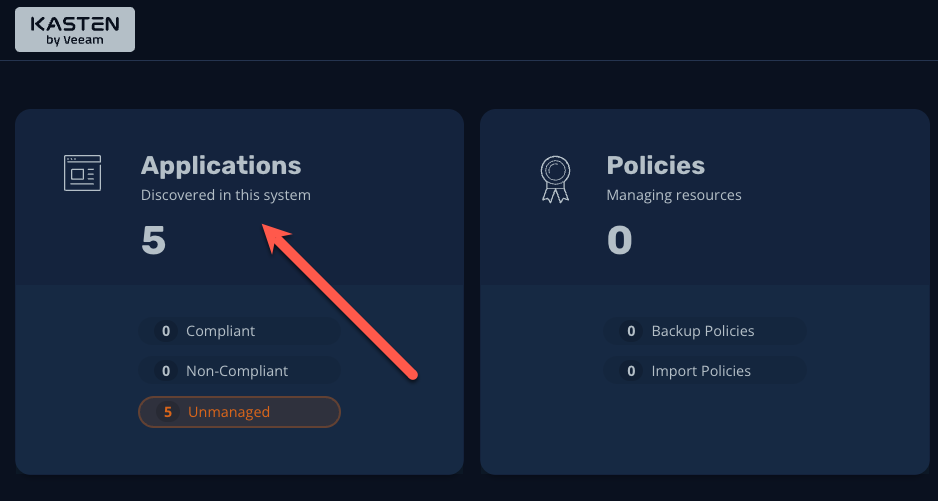 KASTEN
by Veeam
Applications
Discovered in this system
5
0 Compliant
0 Non-Compliant
5 Unmanaged
Policies
Managing resources
0
0 Backup Policies
0 Import Policies